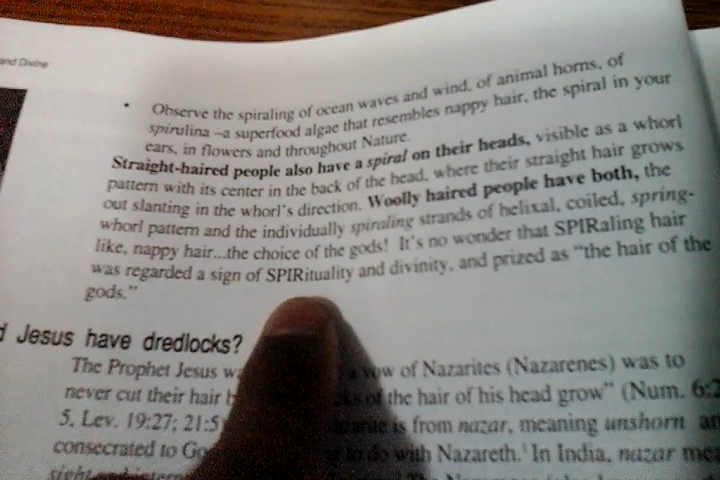 and Divine
• Observe the spiraling of ocean waves and wind, of animal horns, of
spirulina –a superfood algae that resembles nappy hair, the spiral in your
ears, in flowers and throughout Nature.
Straight-haired people also have a spiral on their heads, visible as a whorl
pattern with its center in the back of the head, where their straight hair grows
out slanting in the whorl's direction. Woolly haired people have both, the
whorl pattern and the individually spiraling strands of helixal, coiled, spring-
like, nappy hair...the choice of the gods! It's no wonder that SPIRaling hair
was regarded a sign of SPIRituality and divinity, and prized as "the hair of the
gods."
Jesus have dredlocks?
The Prophet Jesus vow of Nazarites (Nazarenes) was to
never cut their hair of the hair of his head grow" (Num. 6:
5, Lev. 19:27; 21:5 is from nazar, meaning unshorn
consecrated to to do with Nazareth.¹ In India, nazar
sight